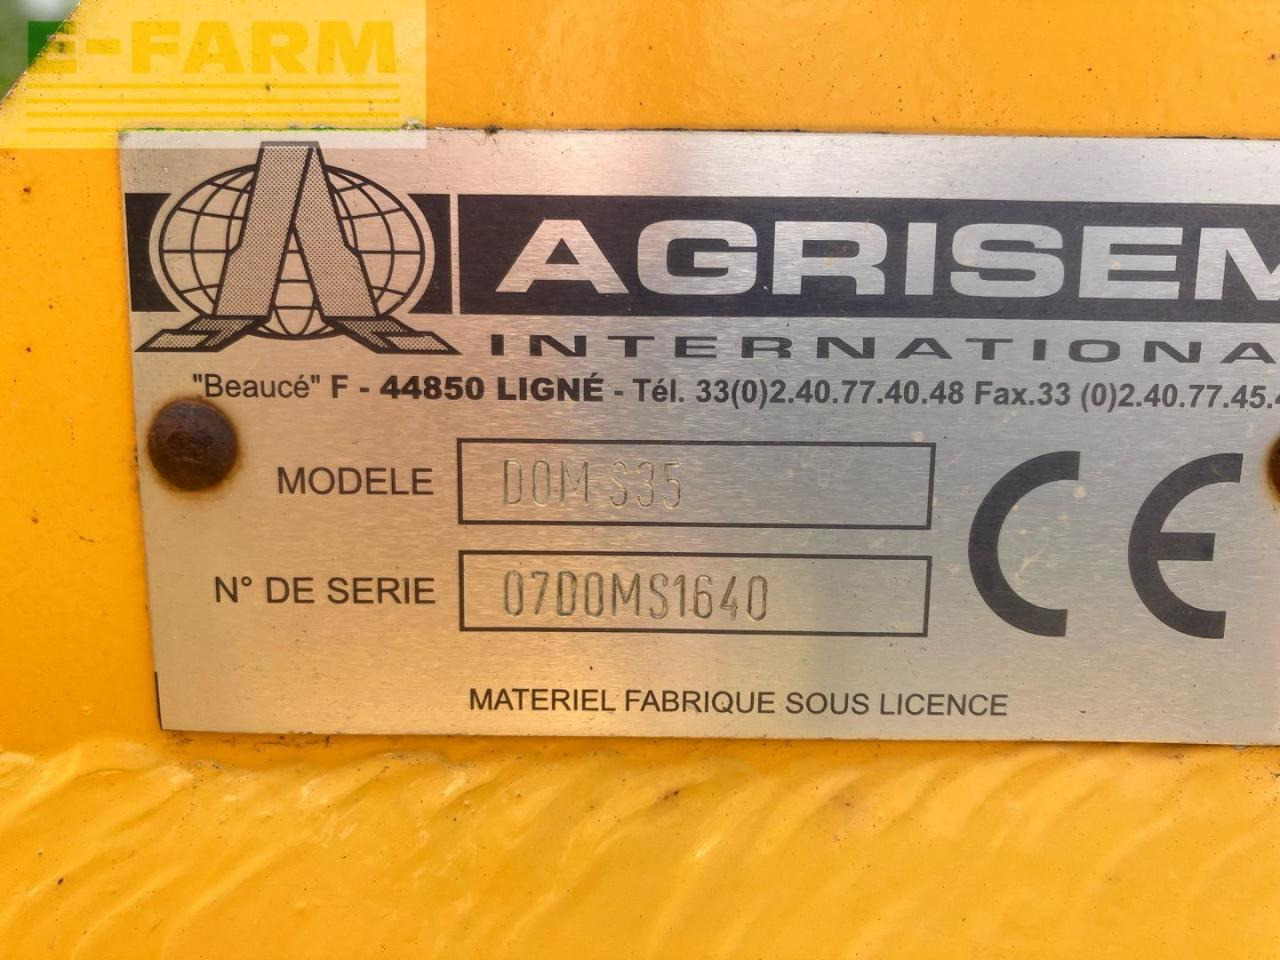 E-FARM
AGRISEM
INTERNATIONA
"Beaucé" F - 44850 LIGNÉ - Tél. 33(0)2.40.77.40.48 Fax.33 (0)2.40.77.45.
MODELE DOM S35
N° DE SERIE 07DOMS1640
CE
MATERIEL FABRIQUE SOUS LICENCE